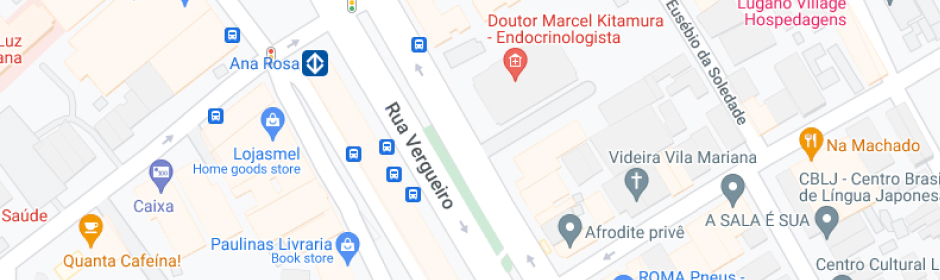 Lugano Village
Hospedagens
Doutor Marcel Kitamura
- Endocrinologista
Eusébio da Soledade
Luz
ana
Ana Rosa
Rua Vergueiro
Lojasmel
Home goods store
Videira Vila Mariana
Na Machado
CBLJ - Centro Brasi
de Língua Japones
Caixa
Saúde
A SALA É SUA
Afrodite privê
Paulinas Livraria
Book store
Quanta Cafeína!
Centro Cultural L
ROMA Pneus -